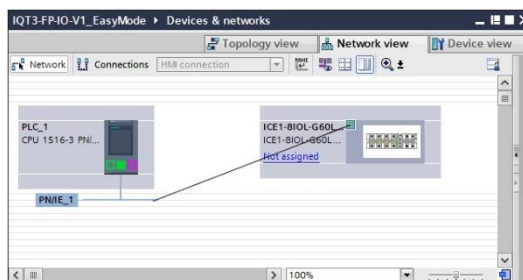 IQT3-FP-IO-V1_EasyMode ▸ Devices & networks
Topology view
Network view
Device view
Network
Connections
HMI connection
PLC_1
CPU 1516-3 PN/...
ICE1-8IOL-G60L...
ICE1-8IOL-G60L...
Not assigned
PN/IE_1
100%